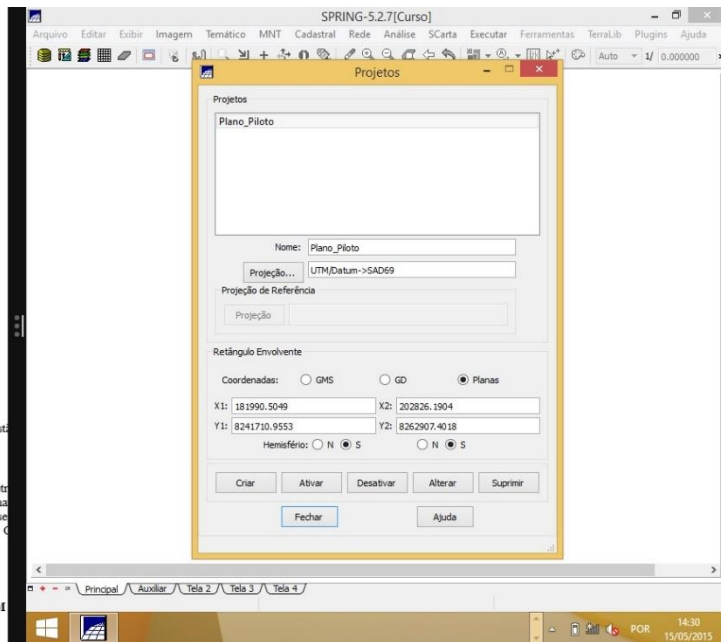 SPRING-5.2.7[Curso]
Arquivo Editar Exibir Imagem Temático MNT Cadastral Rede Análise SCarta Executar Ferramentas TerraLib Plugins Ajuda
Auto 1/ 0.000000
Projetos
Projetos
Plano_Piloto
Nome: Plano_Piloto
Projeção... UTM/Datum->SAD69
Projeção de Referência
Projeção
Retângulo Envolvente
Coordenadas: GMS GD Planas
X1: 181990.5049 X2: 202826.1904
Y1: 8241710.9553 Y2: 8262907.4018
Hemisfério: N S N S
Criar Ativar Desativar Alterar Suprimir
Fechar Ajuda
Principal Auxiliar Tela 2 Tela 3 Tela 4
POR 14:30
15/05/2015